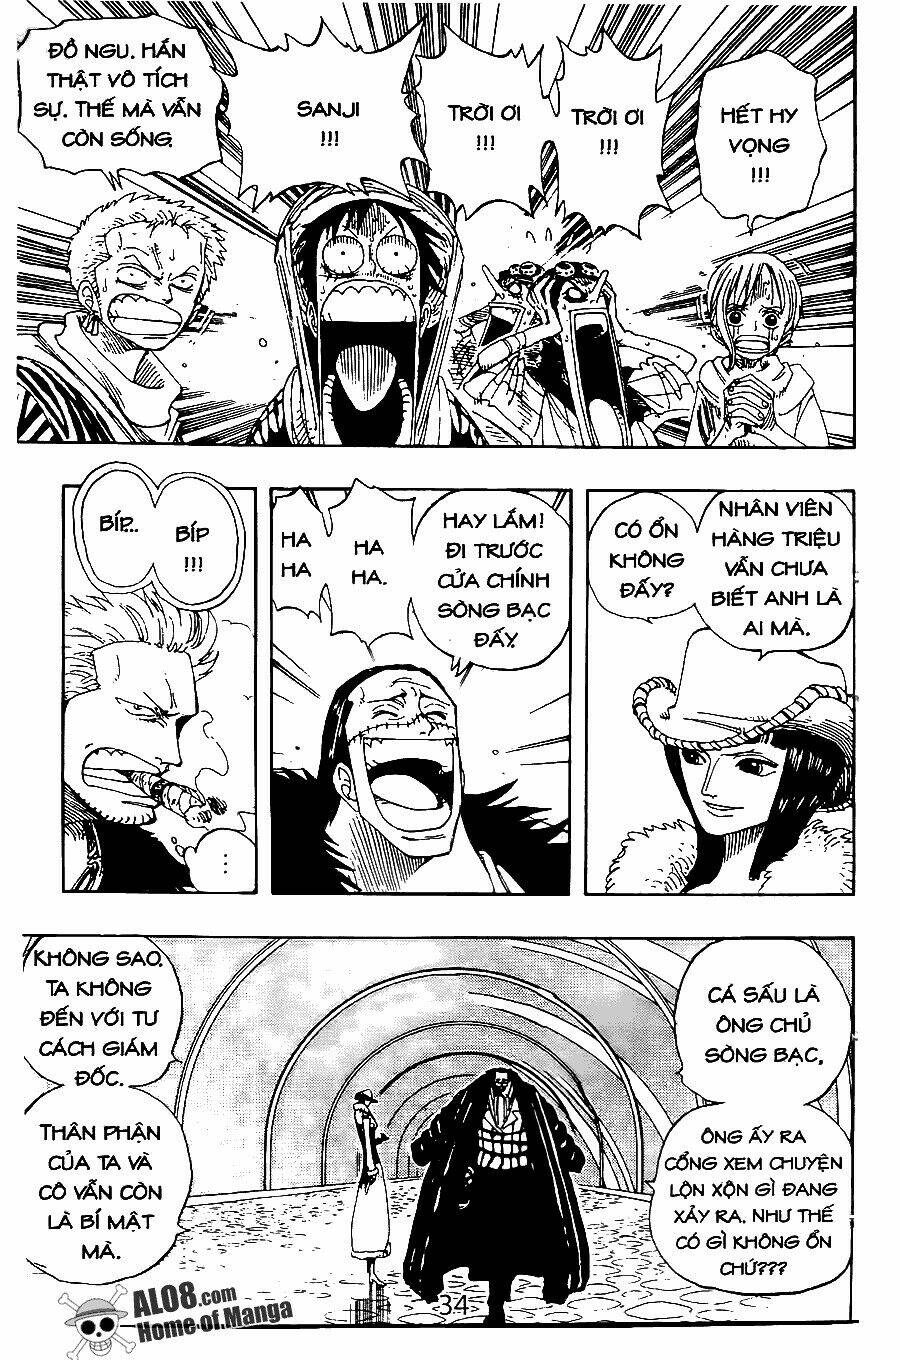 HẾT HY
VỌNG
!!!
TRỜI ƠI
!!!
TRỜI ƠI
!!!
SANJI
!!!
ĐỒ NGU. HẮN
THẬT VÔ TÍCH
SỰ. THẾ MÀ VẪN
CÒN SỐNG.
NHÂN VIÊN
HÀNG TRIỆU
VẪN CHƯA
BIẾT ANH LÀ
AI MÀ.
CÓ ỔN
KHÔNG
ĐẤY?
HAY LẮM!
ĐI TRƯỚC
CỬA CHÍNH
SÒNG BẠC
ĐẤY.
HA
HA.
HA
HA
BÍP
!!!
BÍP...
...
CÁ SẤU LÀ
ÔNG CHỦ
SÒNG BẠC,
ÔNG ẤY RA
CỔNG XEM CHUYỆN
LỘN XỘN GÌ ĐANG
XẢY RA. NHƯ THẾ
CÓ GÌ KHÔNG ỔN
CHỨ???
KHÔNG SAO.
TA KHÔNG
ĐẾN VỚI TƯ
CÁCH GIÁM
ĐỐC.
THÂN PHẬN
CỦA TA VÀ
CÔ VẪN CÒN
LÀ BÍ MẬT
MÀ.
34
AL08.com
Home of Manga